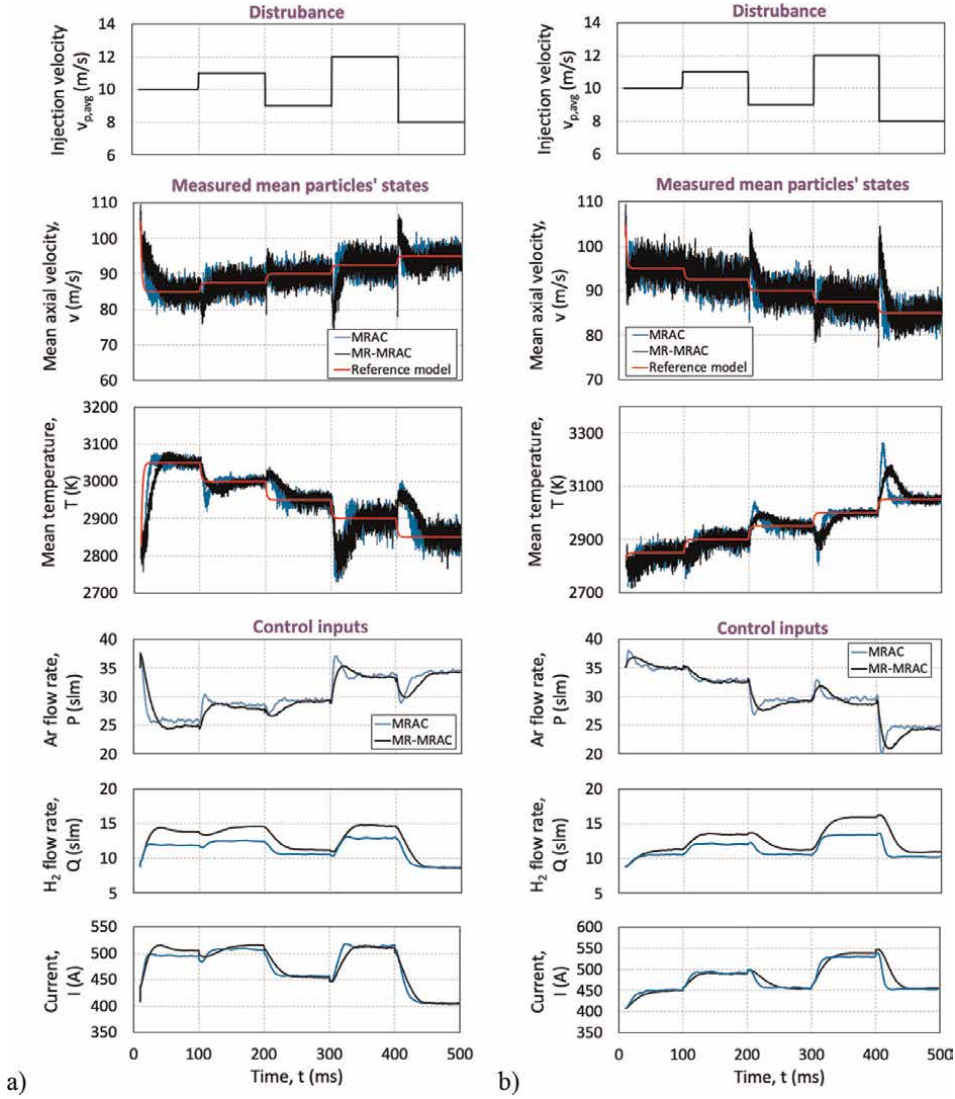 Distrubance
Injection velocity
v_p,avg (m/s)
14
12
10
8
6
Measured mean particles' states
Mean axial velocity,
v (m/s)
110
100
90
80
70
60
MRAC
MR-MRAC
Reference model
Mean temperature,
T (K)
3200
3100
3000
2900
2800
2700
Control inputs
Ar flow rate,
P (slm)
40
35
30
25
20
MRAC
MR-MRAC
H₂ flow rate,
Q (slm)
20
15
10
5
Current,
I (A)
550
500
450
400
350
0 100 200 300 400 500
Time, t (ms)
a)
Distrubance
Injection velocity
v_p,avg (m/s)
14
12
10
8
6
Measured mean particles' states
Mean axial velocity,
v (m/s)
110
100
90
80
70
MRAC
MR-MRAC
Reference model
Mean temperature,
T (K)
3300
3100
2900
2700
Control inputs
Ar flow rate,
P (slm)
40
35
30
25
20
MRAC
MR-MRAC
H₂ flow rate,
Q (slm)
20
15
10
5
Current,
I (A)
600
550
500
450
400
350
0 100 200 300 400 500
Time, t (ms)
b)